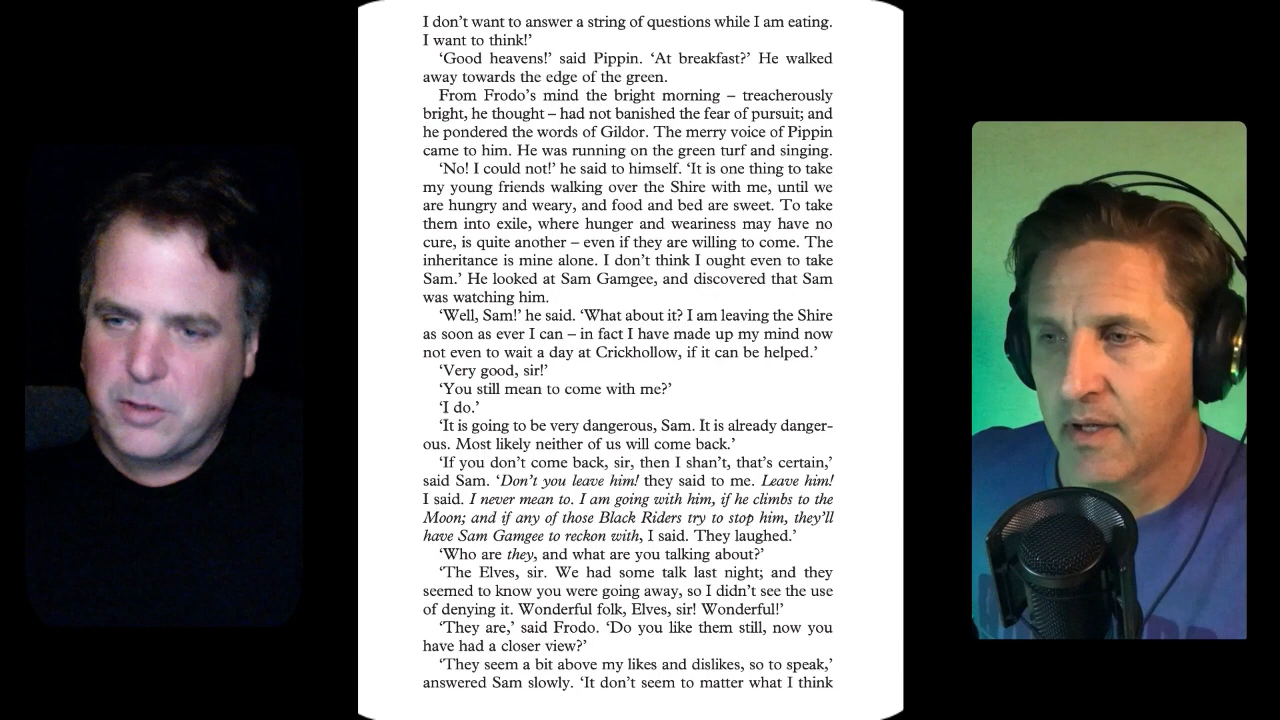 I don’t want to answer a string of questions while I am eating.
I want to think!’
‘Good heavens!’ said Pippin. ‘At breakfast?’ He walked
away towards the edge of the green.
From Frodo’s mind the bright morning – treacherously
bright, he thought – had not banished the fear of pursuit; and
he pondered the words of Gildor. The merry voice of Pippin
came to him. He was running on the green turf and singing.
‘No! I could not!’ he said to himself. ‘It is one thing to take
my young friends walking over the Shire with me, until we
are hungry and weary, and food and bed are sweet. To take
them into exile, where hunger and weariness may have no
cure, is quite another – even if they are willing to come. The
inheritance is mine alone. I don’t think I ought even to take
Sam.’ He looked at Sam Gamgee, and discovered that Sam
was watching him.
‘Well, Sam!’ he said. ‘What about it? I am leaving the Shire
as soon as ever I can – in fact I have made up my mind now
not even to wait a day at Crickhollow, if it can be helped.’
‘Very good, sir!’
‘You still mean to come with me?’
‘I do.’
‘It is going to be very dangerous, Sam. It is already danger-
ous. Most likely neither of us will come back.’
‘If you don’t come back, sir, then I shan’t, that’s certain,’
said Sam. ‘Don’t you leave him! they said to me. Leave him!
I said. I never mean to. I am going with him, if he climbs to the
Moon; and if any of those Black Riders try to stop him, they’ll
have Sam Gamgee to reckon with, I said. They laughed.’
‘Who are they, and what are you talking about?’
‘The Elves, sir. We had some talk last night; and they
seemed to know you were going away, so I didn’t see the use
of denying it. Wonderful folk, Elves, sir! Wonderful!’
‘They are,’ said Frodo. ‘Do you like them still, now you
have had a closer view?’
‘They seem a bit above my likes and dislikes, so to speak,’
answered Sam slowly. ‘It don’t seem to matter what I think